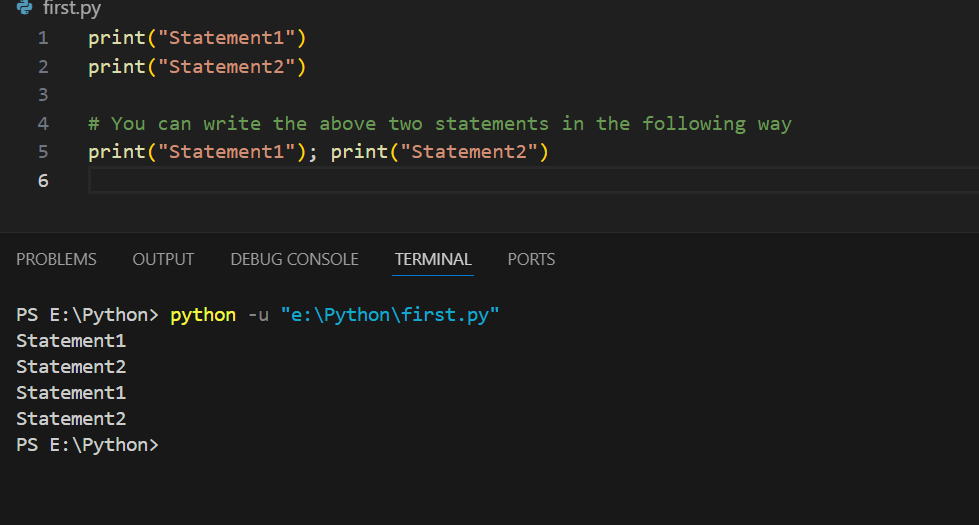 first.py
1 print("Statement1")
2 print("Statement2")
3
4 # You can write the above two statements in the following way
5 print("Statement1"); print("Statement2")
6
PROBLEMS OUTPUT DEBUG CONSOLE TERMINAL PORTS
PS E:\Python> python -u "e:\Python\first.py"
Statement1
Statement2
Statement1
Statement2
PS E:\Python>